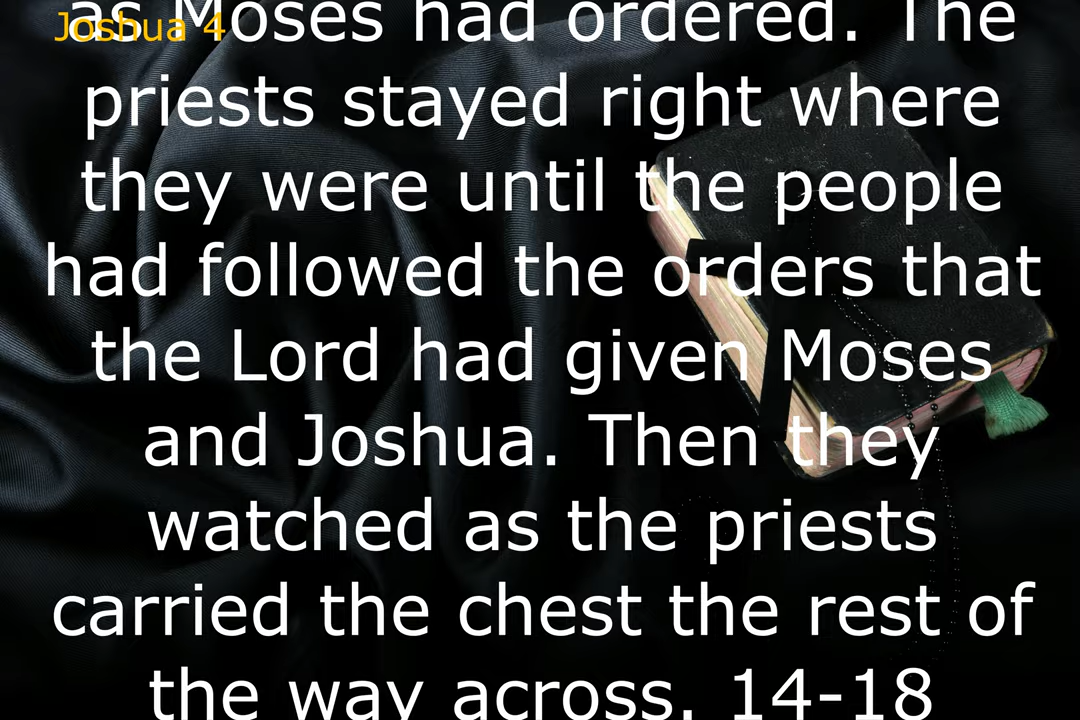 Joshua 4
as Moses had ordered. The
priests stayed right where
they were until the people
had followed the orders that
the Lord had given Moses
and Joshua. Then they
watched as the priests
carried the chest the rest of
the way across. 14-18